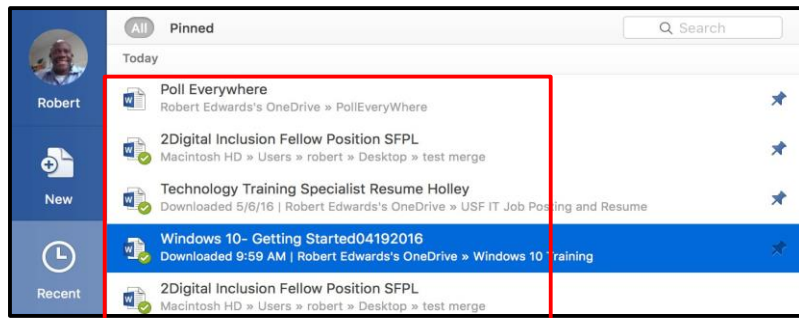 All
Pinned
Search
Today
Robert
New
Recent
Poll Everywhere
Robert Edwards's OneDrive » PollEveryWhere
2Digital Inclusion Fellow Position SFPL
Macintosh HD » Users » robert » Desktop » test merge
Technology Training Specialist Resume Holley
Downloaded 5/6/16 | Robert Edwards's OneDrive » USF IT Job Posting and Resume
Windows 10- Getting Started04192016
Downloaded 9:59 AM | Robert Edwards's OneDrive » Windows 10 Training
2Digital Inclusion Fellow Position SFPL
Macintosh HD » Users » robert » Desktop » test merge